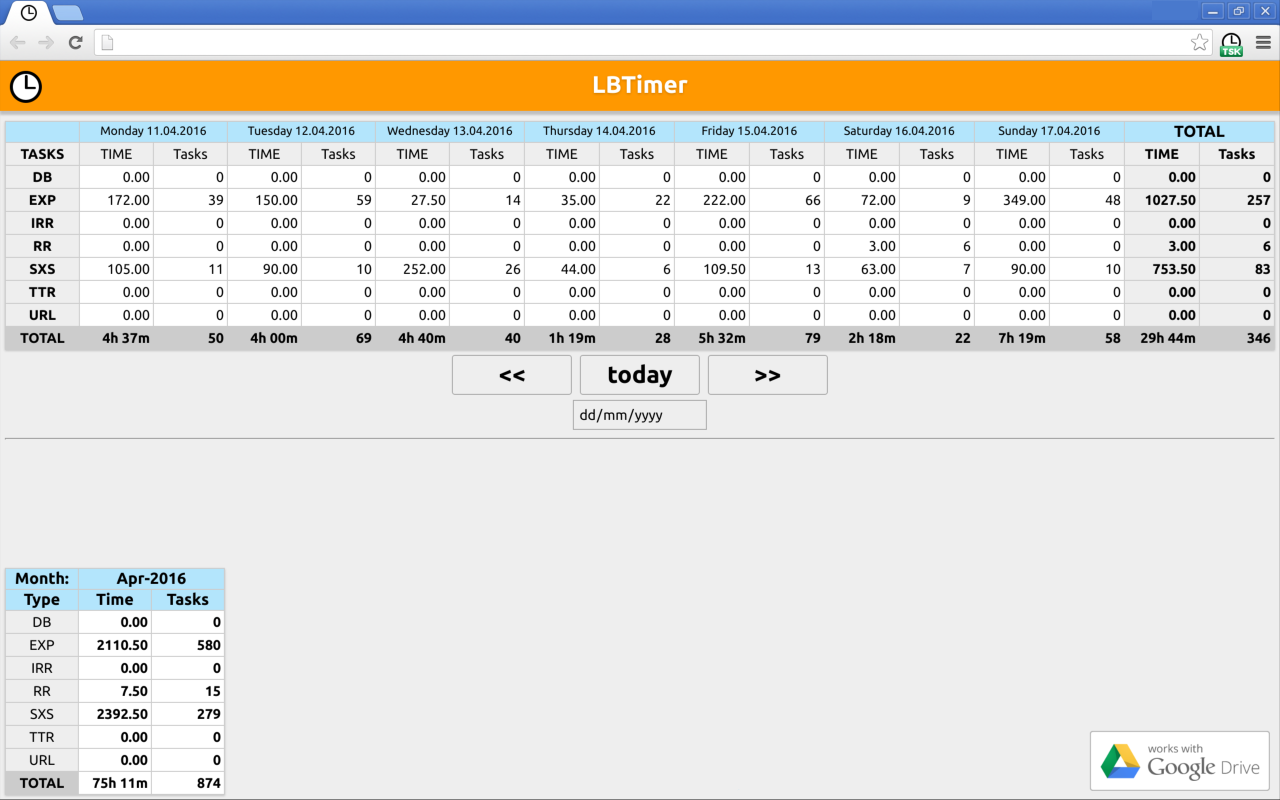 TSK
LBTimer
Monday 11.04.2016 Tuesday 12.04.2016 Wednesday 13.04.2016 Thursday 14.04.2016 Friday 15.04.2016 Saturday 16.04.2016 Sunday 17.04.2016 TOTAL
TASKS TIME Tasks TIME Tasks TIME Tasks TIME Tasks TIME Tasks TIME Tasks TIME Tasks TIME Tasks
DB 0.00 0 0.00 0 0.00 0 0.00 0 0.00 0 0.00 0 0.00 0 0.00 0
EXP 172.00 39 150.00 59 27.50 14 35.00 22 222.00 66 72.00 9 349.00 48 1027.50 257
IRR 0.00 0 0.00 0 0.00 0 0.00 0 0.00 0 0.00 0 0.00 0 0.00 0
RR 0.00 0 0.00 0 0.00 0 0.00 0 0.00 0 3.00 6 0.00 0 3.00 6
SXS 105.00 11 90.00 10 252.00 26 44.00 6 109.50 13 63.00 7 90.00 10 753.50 83
TTR 0.00 0 0.00 0 0.00 0 0.00 0 0.00 0 0.00 0 0.00 0 0.00 0
URL 0.00 0 0.00 0 0.00 0 0.00 0 0.00 0 0.00 0 0.00 0 0.00 0
TOTAL 4h 37m 50 4h 00m 69 4h 40m 40 1h 19m 28 5h 32m 79 2h 18m 22 7h 19m 58 29h 44m 346
<< today >>
dd/mm/yyyy
Month: Apr-2016
Type Time Tasks
DB 0.00 0
EXP 2110.50 580
IRR 0.00 0
RR 7.50 15
SXS 2392.50 279
TTR 0.00 0
URL 0.00 0
TOTAL 75h 11m 874
works with
Google Drive